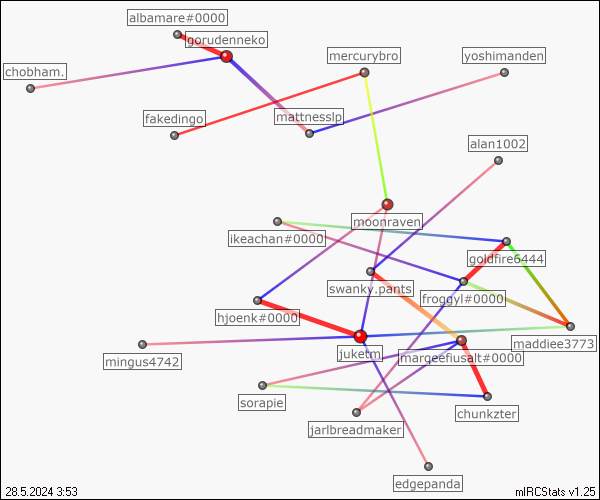 albamare#0000
gorudenneko
mercurybro
yoshimanden
chobham.
fakedingo
mattnesslp
alan1002
moonraven
ikeachan#0000
goldfire6444
swanky.pants
froggyl#0000
hjoenk#0000
maddiee3773
juketm
marqeefiusalt#0000
mingus4742
sorapie
chunkzter
jarlbreadmaker
edgepanda
28.5.2024 3:53
mIRCStats v1.25